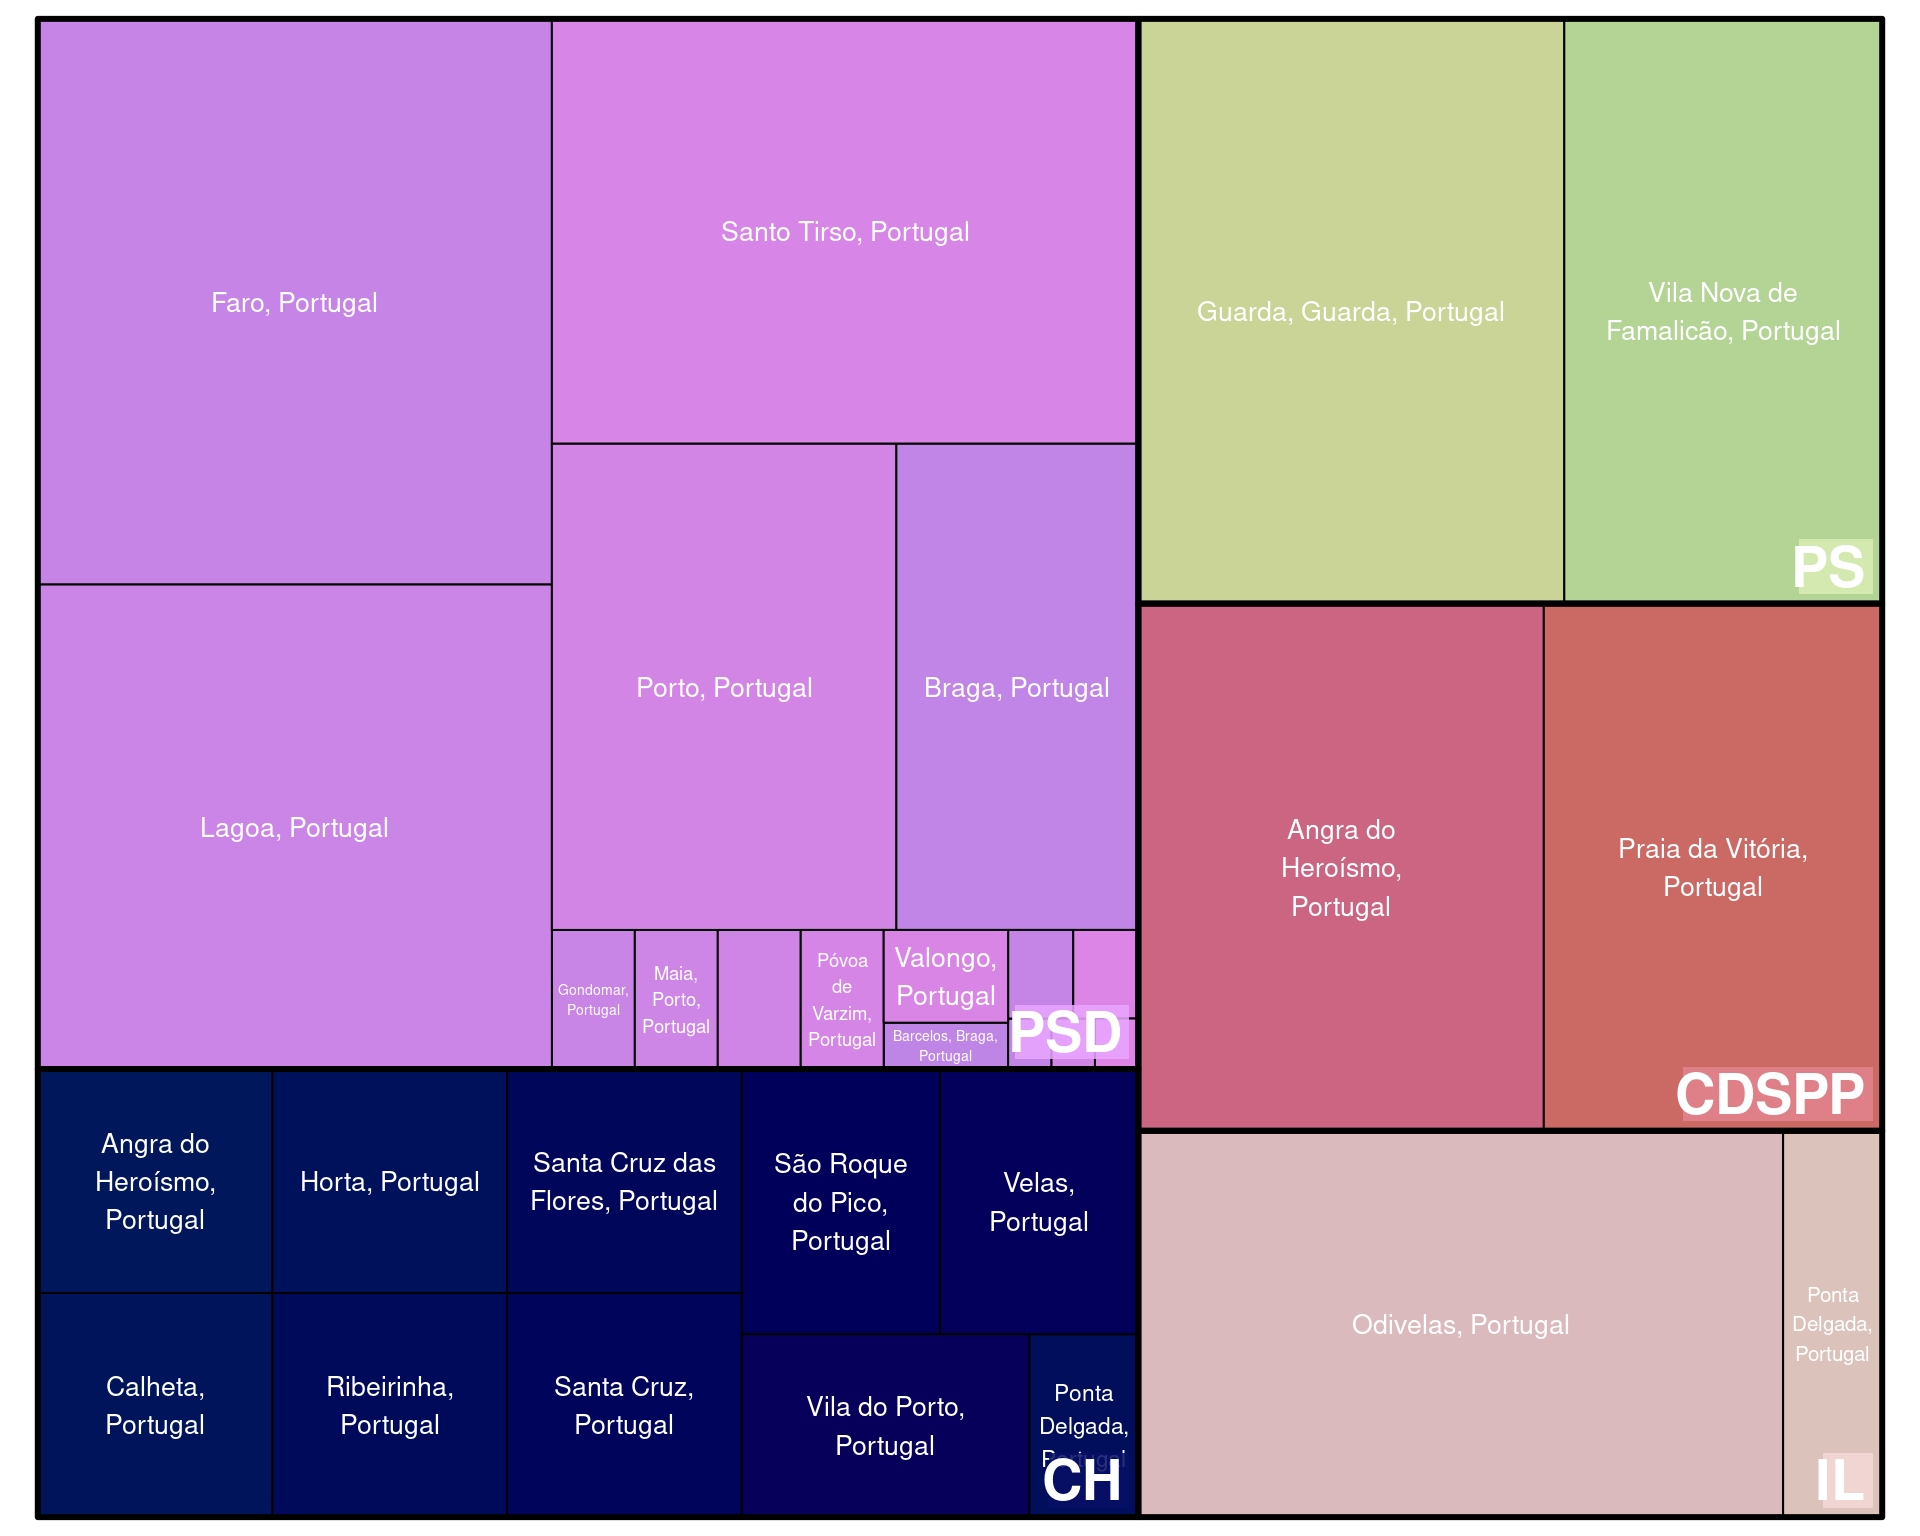 Faro, Portugal
Santo Tirso, Portugal
Guarda, Guarda, Portugal
Vila Nova de
Famalicão, Portugal
PS
Lagoa, Portugal
Porto, Portugal
Braga, Portugal
Gondomar,
Portugal
Maia,
Porto,
Portugal
Póvoa
de
Varzim,
Portugal
Valongo,
Portugal
Barcelos, Braga,
Portugal
PSD
Angra do
Heroísmo,
Portugal
Praia da Vitória,
Portugal
CDSPP
Angra do
Heroísmo,
Portugal
Horta, Portugal
Santa Cruz das
Flores, Portugal
São Roque
do Pico,
Portugal
Velas,
Portugal
Calheta,
Portugal
Ribeirinha,
Portugal
Santa Cruz,
Portugal
Vila do Porto,
Portugal
Ponta
Delgada,
Portugal
CH
Odivelas, Portugal
Ponta
Delgada,
Portugal
IL